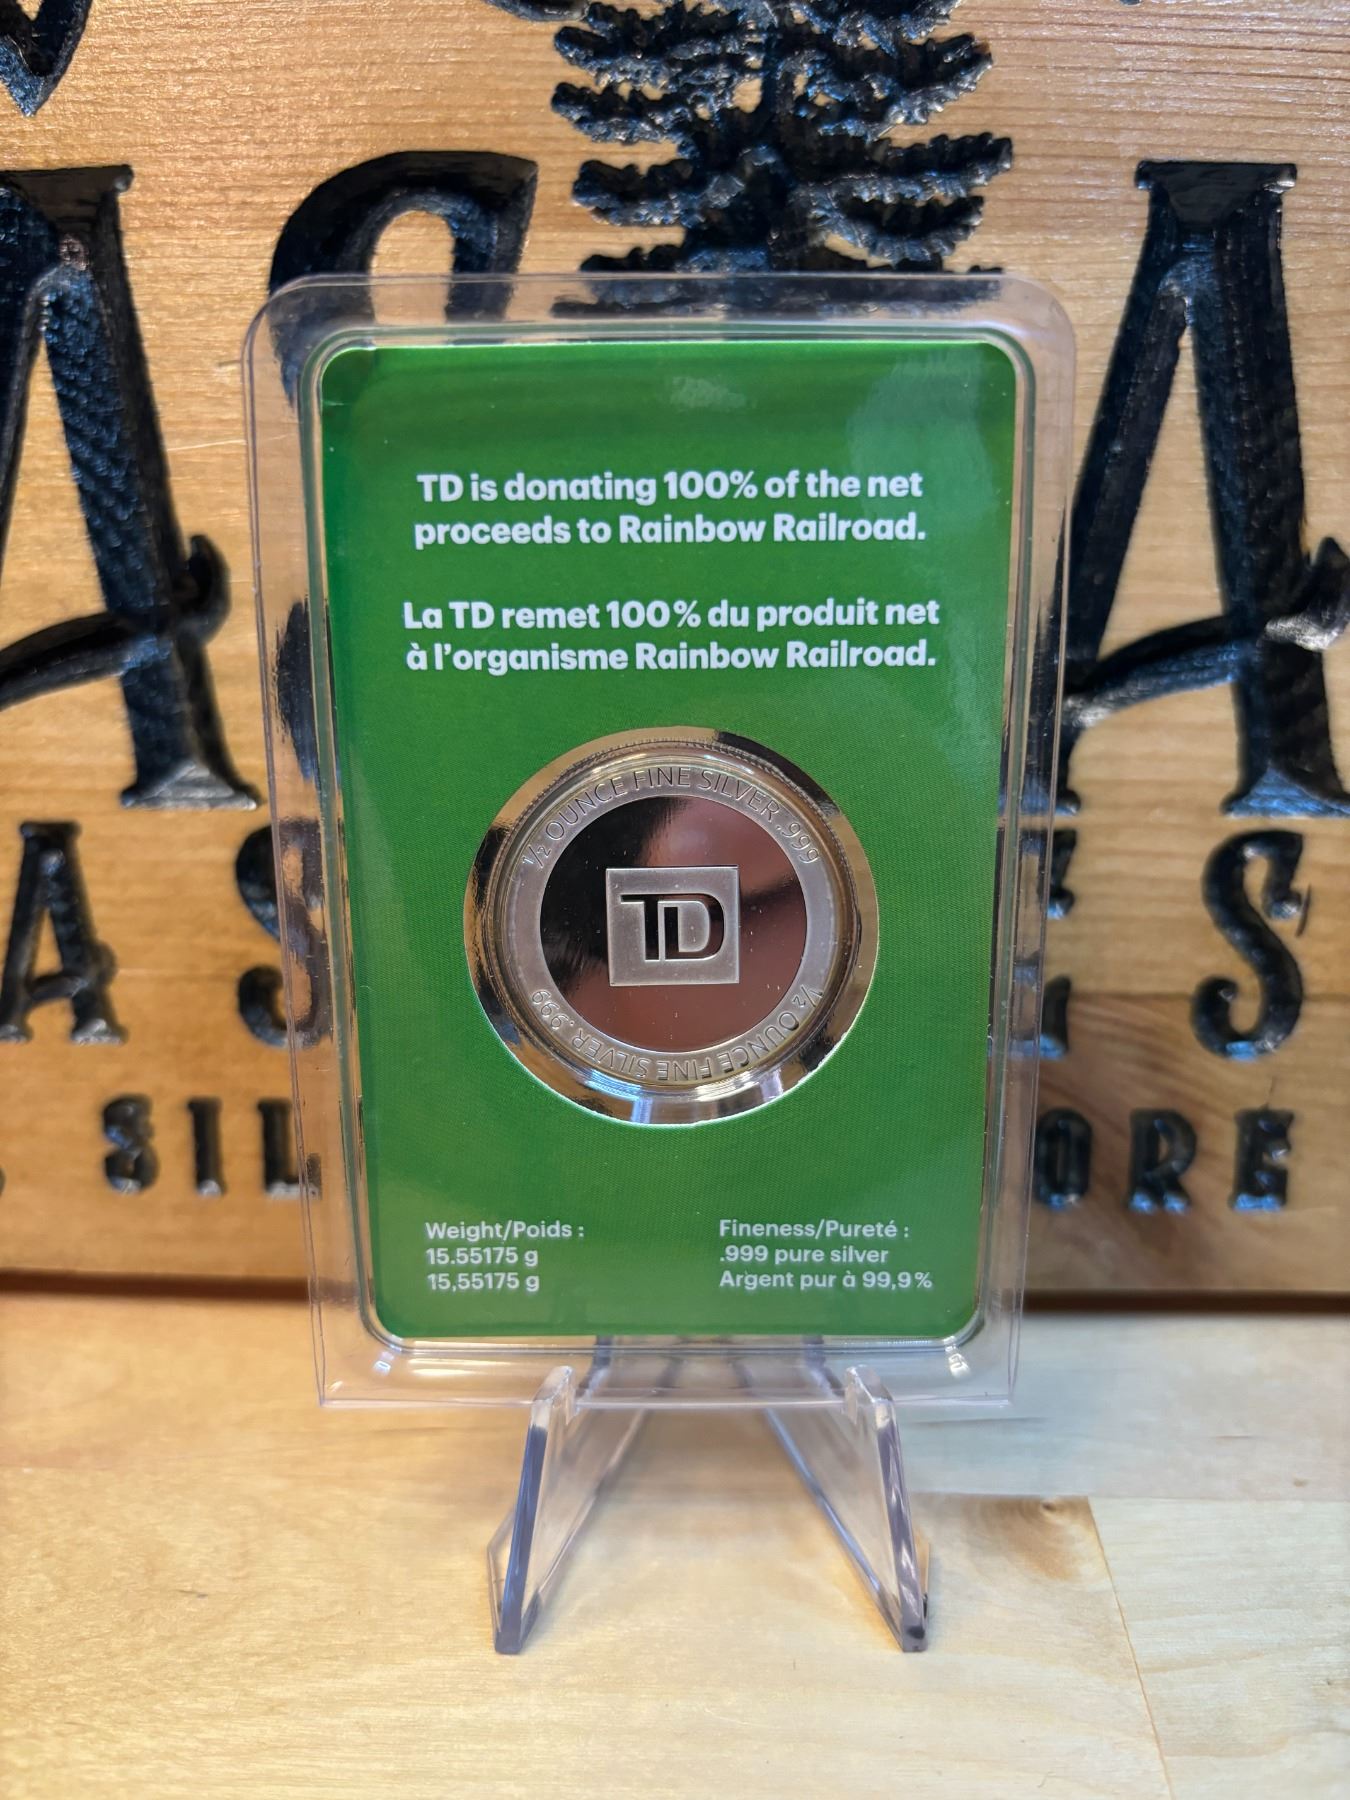 TD is donating 100% of the net
proceeds to Rainbow Railroad.
La TD remet 100% du produit net
à l'organisme Rainbow Railroad.
1/2 OUNCE FINE SILVER .999
TD
1/2 OUNCE FINE SILVER .999
Weight/Poids :
15.55175 g
15,55175 g
Fineness/Pureté :
.999 pure silver
Argent pur à 99,9%